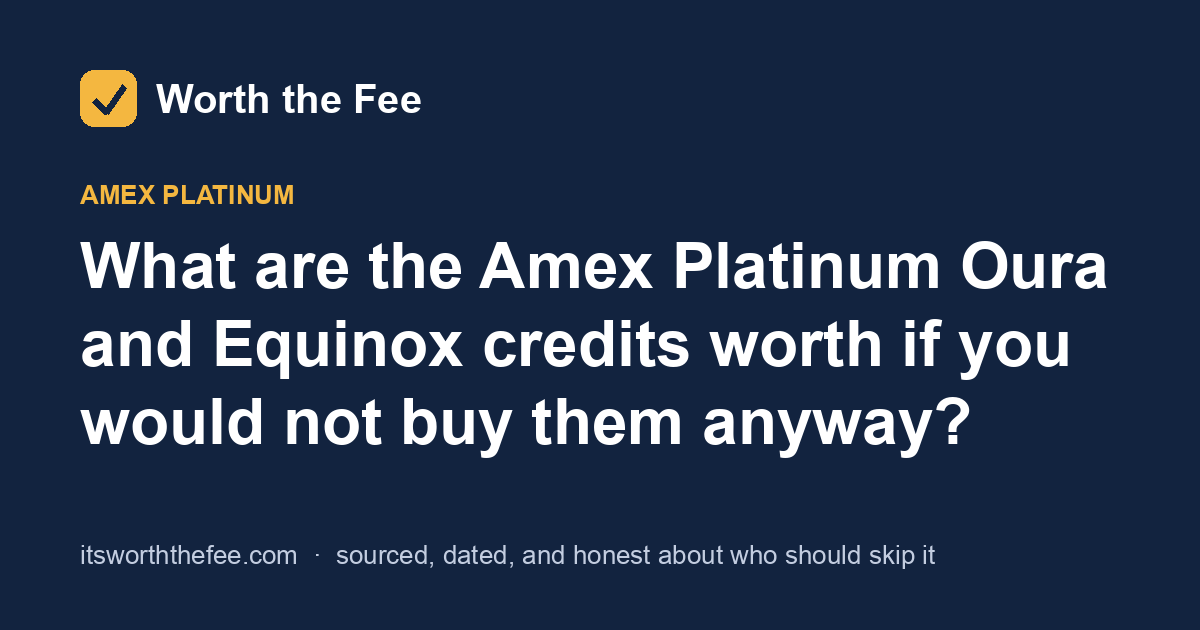 Worth the Fee
AMEX PLATINUM
What are the Amex Platinum Oura
and Equinox credits worth if you
would not buy them anyway?
itsworththefee.com · sourced, dated, and honest about who should skip it